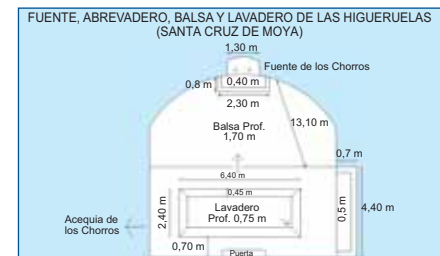 FUENTE, ABREVADERO, BALSA Y LAVADERO DE LAS HIGUERUELAS
(SANTA CRUZ DE MOYA)
1,30 m
Fuente de los Chorros
0,8 m
0,40 m
2,30 m
Balsa Prof.
1,70 m
13,10 m
0,7 m
6,40 m
0,45 m
2,40 m
Lavadero
Prof. 0,75 m
0,5 m
4,40 m
Acequia de
los Chorros
0,70 m
Puerta